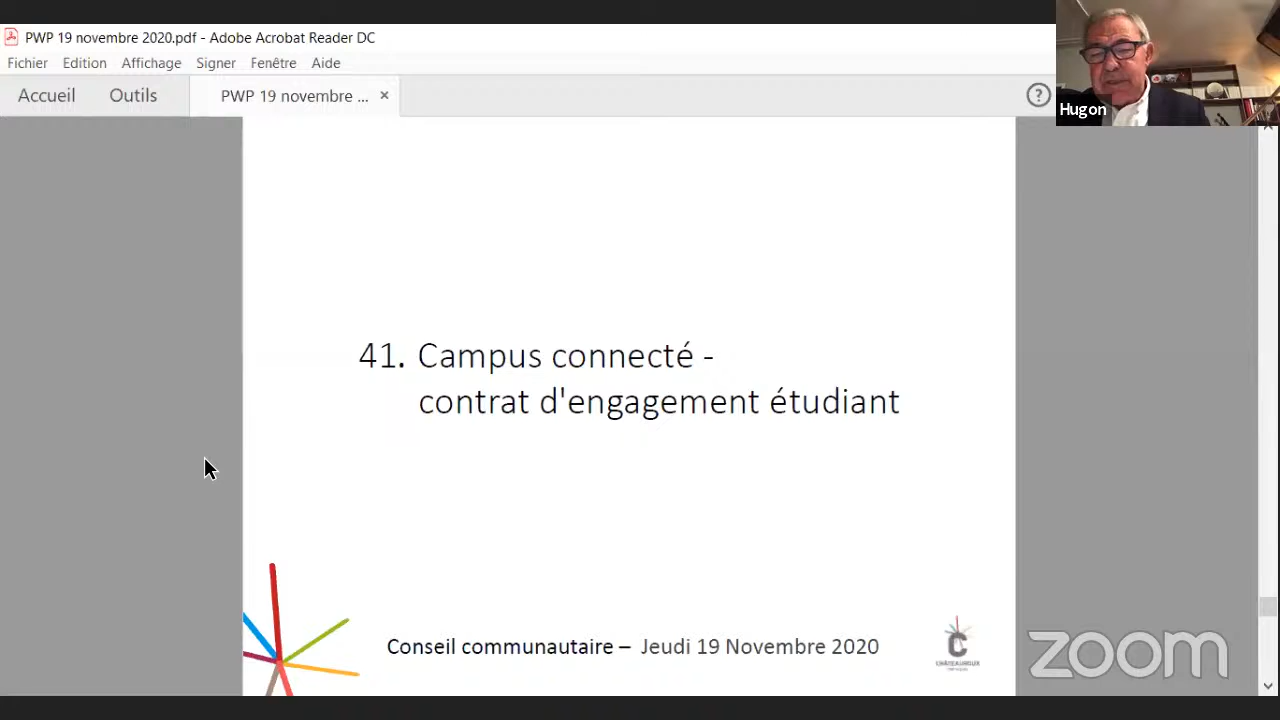 PWP 19 novembre 2020.pdf - Adobe Acrobat Reader DC
Fichier Edition Affichage Signer Fenêtre Aide
Accueil Outils PWP 19 novembre ... ×
?
Hugon
41. Campus connecté -
contrat d'engagement étudiant
Conseil communautaire – Jeudi 19 Novembre 2020
C
CHÂTEAUROUX
zoom